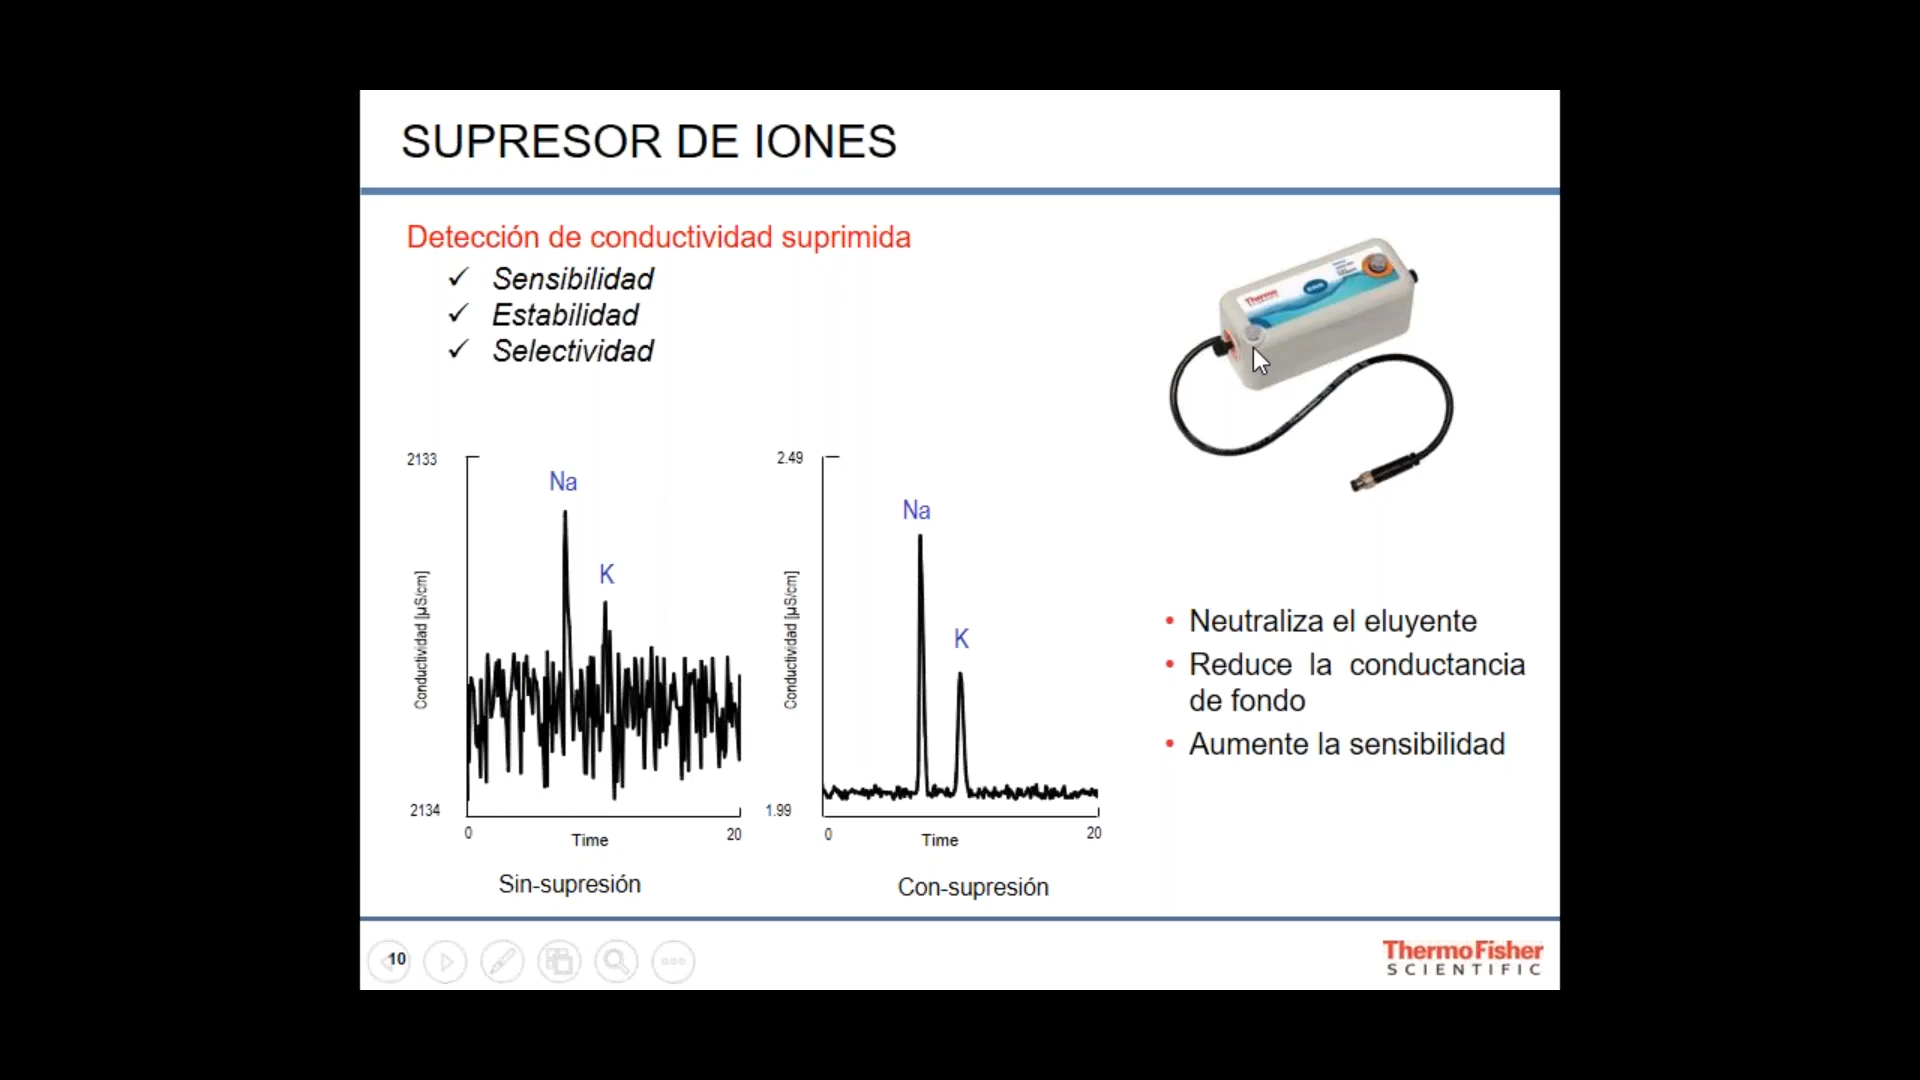 SUPRESOR DE IONES
Detección de conductividad suprimida
✓ Sensibilidad
✓ Estabilidad
✓ Selectividad
Thermo
SCIENTIFIC
2133
Na
K
Conductividad [µS/cm]
2134
0
Time
20
Sin-supresión
2.49
Na
K
Conductividad [µS/cm]
1.99
0
Time
20
Con-supresión
• Neutraliza el eluyente
• Reduce la conductancia
de fondo
• Aumente la sensibilidad
10
ThermoFisher
SCIENTIFIC